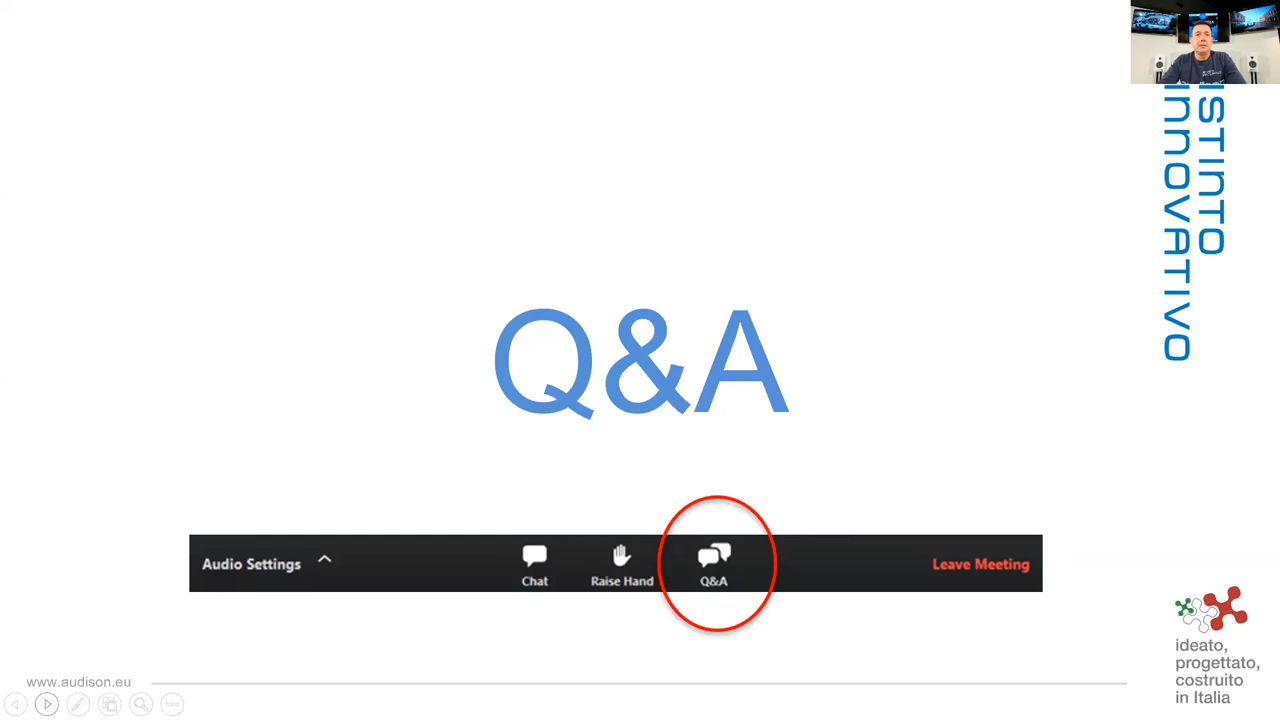 ISTINTO
INNOVATIVO
Q&A
Audio Settings
Chat
Raise Hand
Q&A
Leave Meeting
ideato,
progettato,
costruito
in Italia
www.audison.eu